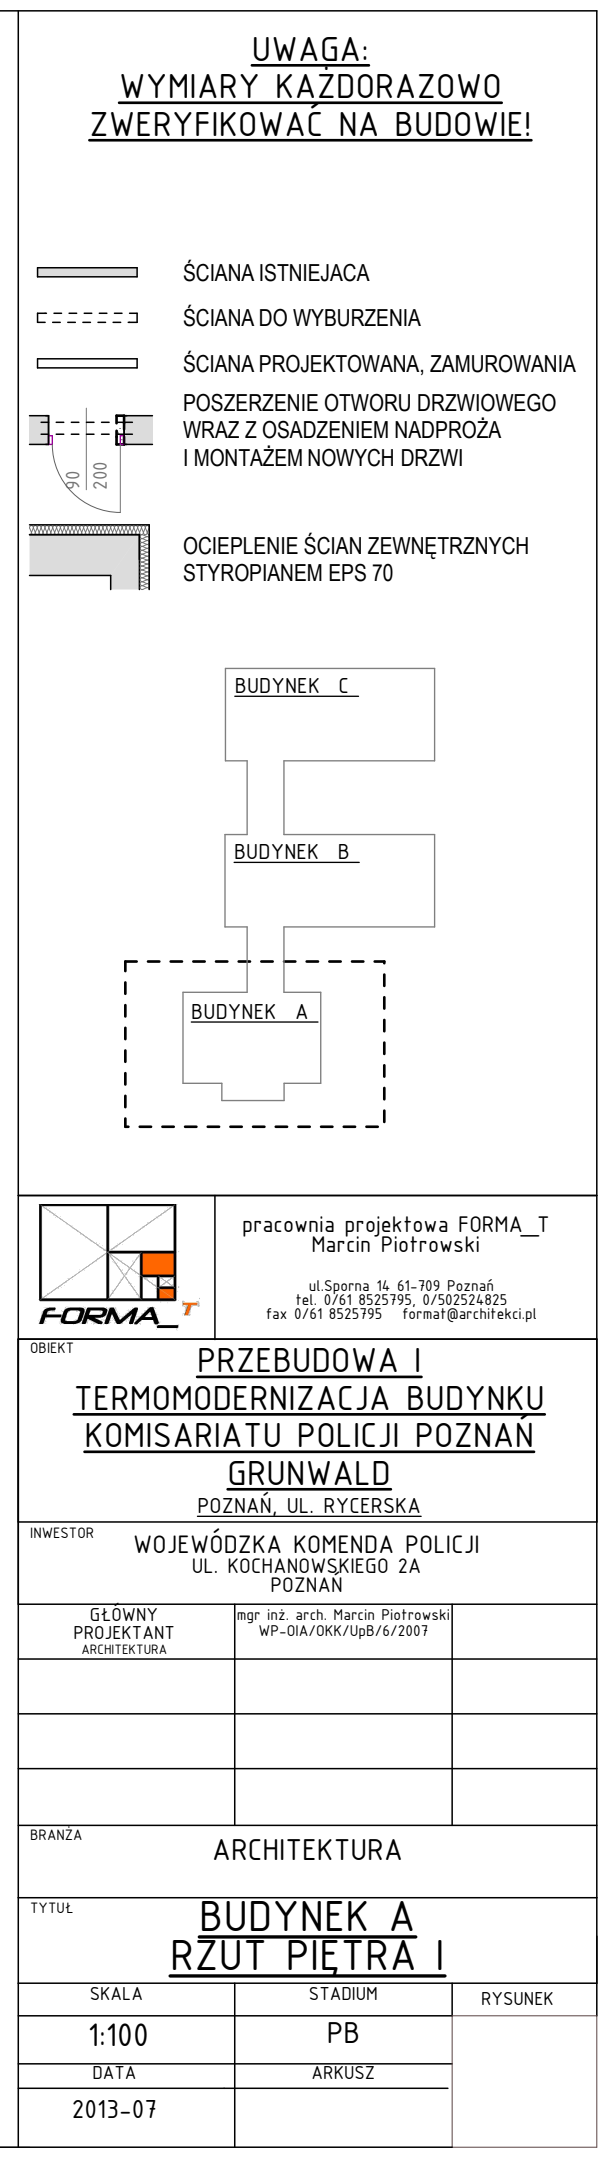 UWAGA:
WYMIARY KAŻDORAZOWO
ZWERYFIKOWAĆ NA BUDOWIE!
ŚCIANA ISTNIEJACA
ŚCIANA DO WYBURZENIA
ŚCIANA PROJEKTOWANA, ZAMUROWANIA
POSZERZENIE OTWORU DRZWIOWEGO
WRAZ Z OSADZENIEM NADPROŻA
I MONTAŻEM NOWYCH DRZWI
90
200
OCIEPLENIE ŚCIAN ZEWNĘTRZNYCH
STYROPIANEM EPS 70
BUDYNEK C
BUDYNEK B
BUDYNEK A
FORMA_T
pracownia projektowa FORMA_T
Marcin Piotrowski
ul.Sporna 14 61-709 Poznań
tel. 0/61 8525795, 0/502524825
fax 0/61 8525795 format@architekci.pl
OBIEKT
PRZEBUDOWA I
TERMOMODERNIZACJA BUDYNKU
KOMISARIATU POLICJI POZNAŃ
GRUNWALD
POZNAŃ, UL. RYCERSKA
INWESTOR
WOJEWÓDZKA KOMENDA POLICJI
UL. KOCHANOWSKIEGO 2A
POZNAŃ
GŁÓWNY
PROJEKTANT
ARCHITEKTURA
mgr inż. arch. Marcin Piotrowski
WP-OIA/OKK/UpB/6/2007
BRANŻA
ARCHITEKTURA
TYTUŁ
BUDYNEK A
RZUT PIĘTRA I
SKALA
STADIUM
RYSUNEK
1:100
PB
DATA
ARKUSZ
2013-07